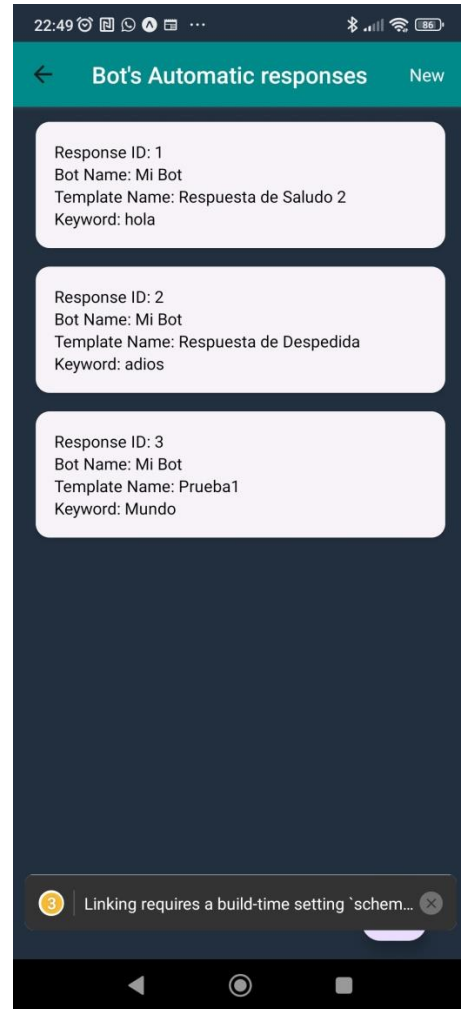 22:49
86
Bot's Automatic responses
New
Response ID: 1
Bot Name: Mi Bot
Template Name: Respuesta de Saludo 2
Keyword: hola
Response ID: 2
Bot Name: Mi Bot
Template Name: Respuesta de Despedida
Keyword: adios
Response ID: 3
Bot Name: Mi Bot
Template Name: Prueba1
Keyword: Mundo
3
Linking requires a build-time setting `schem...